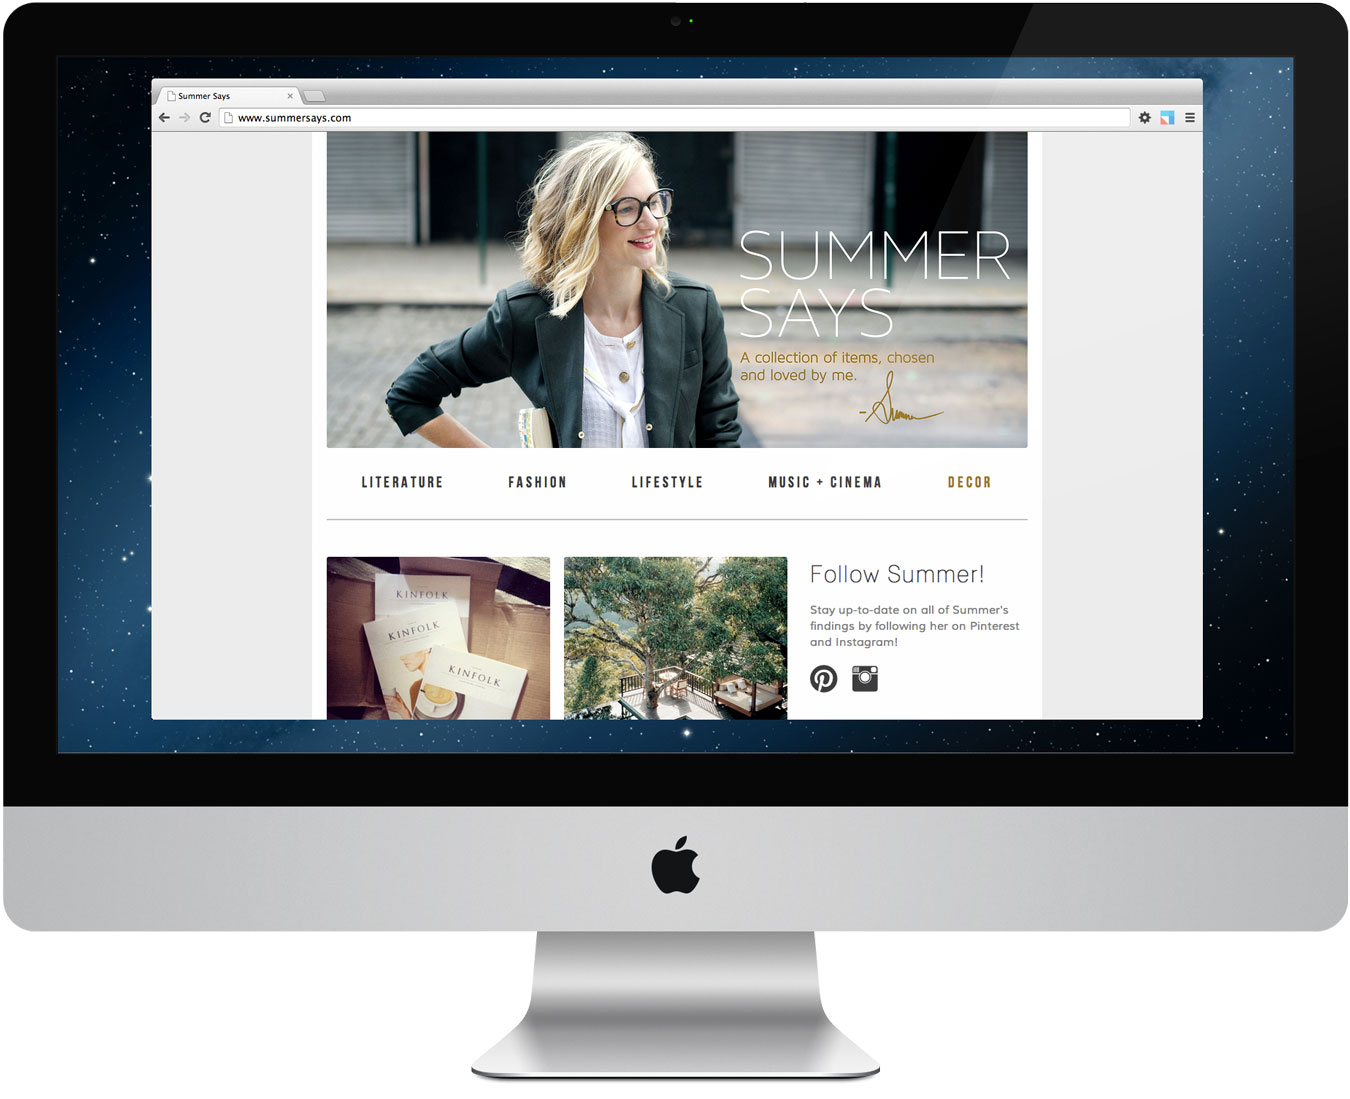 Summer Says
www.summersays.com
SUMMER
SAYS
A collection of items, chosen
and loved by me.
- Summer
LITERATURE
FASHION
LIFESTYLE
MUSIC + CINEMA
DECOR
KINFOLK
KINFOLK
KINFOLK
Follow Summer!
Stay up-to-date on all of Summer's
findings by following her on Pinterest
and Instagram!